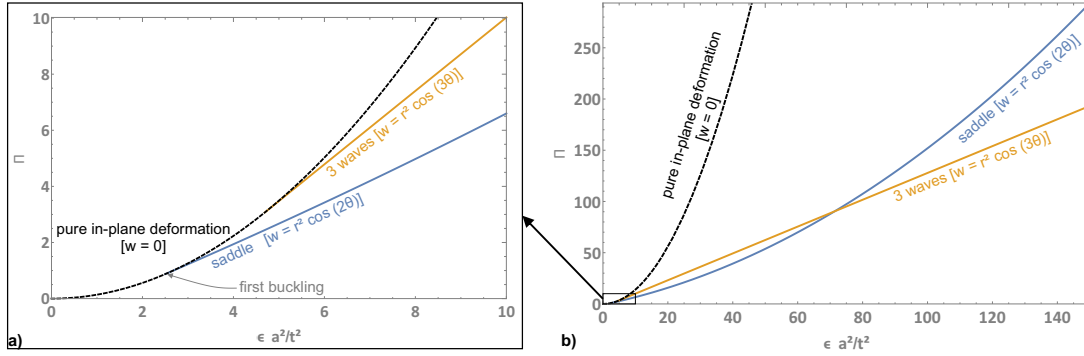 10
8
6
4
2
0
Π
pure in-plane deformation
[w = 0]
3 waves [w = r² cos (3θ)]
saddle [w = r² cos (2θ)]
first buckling
0 2 4 6 8 10
a)
ϵ a²/t²
250
200
150
100
50
0
Π
pure in-plane deformation
[w = 0]
saddle [w = r² cos (2θ)]
3 waves [w = r² cos (3θ)]
0 20 40 60 80 100 120 140
b)
ϵ a²/t²